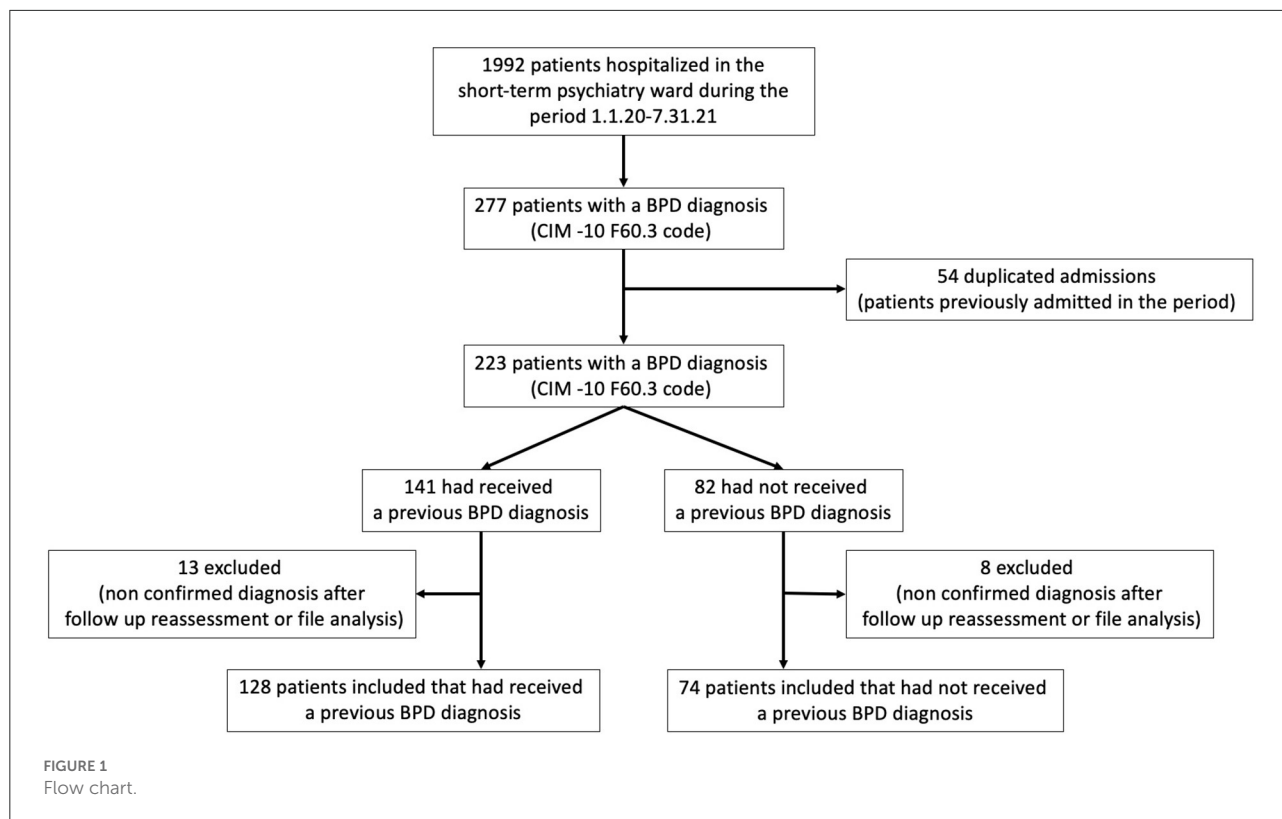 1992 patients hospitalized in the
short-term psychiatry ward during the
period 1.1.20-7.31.21
277 patients with a BPD diagnosis
(CIM -10 F60.3 code)
54 duplicated admissions
(patients previously admitted in the period)
223 patients with a BPD diagnosis
(CIM -10 F60.3 code)
141 had received
a previous BPD diagnosis
82 had not received
a previous BPD diagnosis
13 excluded
(non confirmed diagnosis after
follow up reassessment or file analysis)
8 excluded
(non confirmed diagnosis after
follow up reassessment or file analysis)
128 patients included that had received
a previous BPD diagnosis
74 patients included that had not received
a previous BPD diagnosis
FIGURE 1
Flow chart.